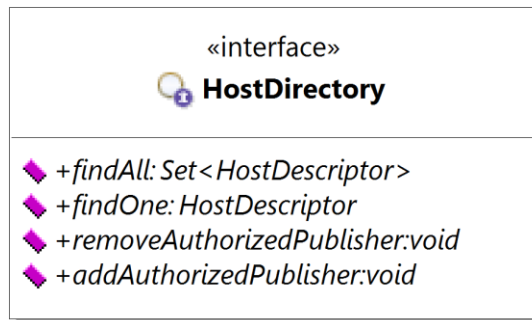 «interface»
HostDirectory
+findAll: Set<HostDescriptor>
+findOne: HostDescriptor
+removeAuthorizedPublisher:void
+addAuthorizedPublisher:void